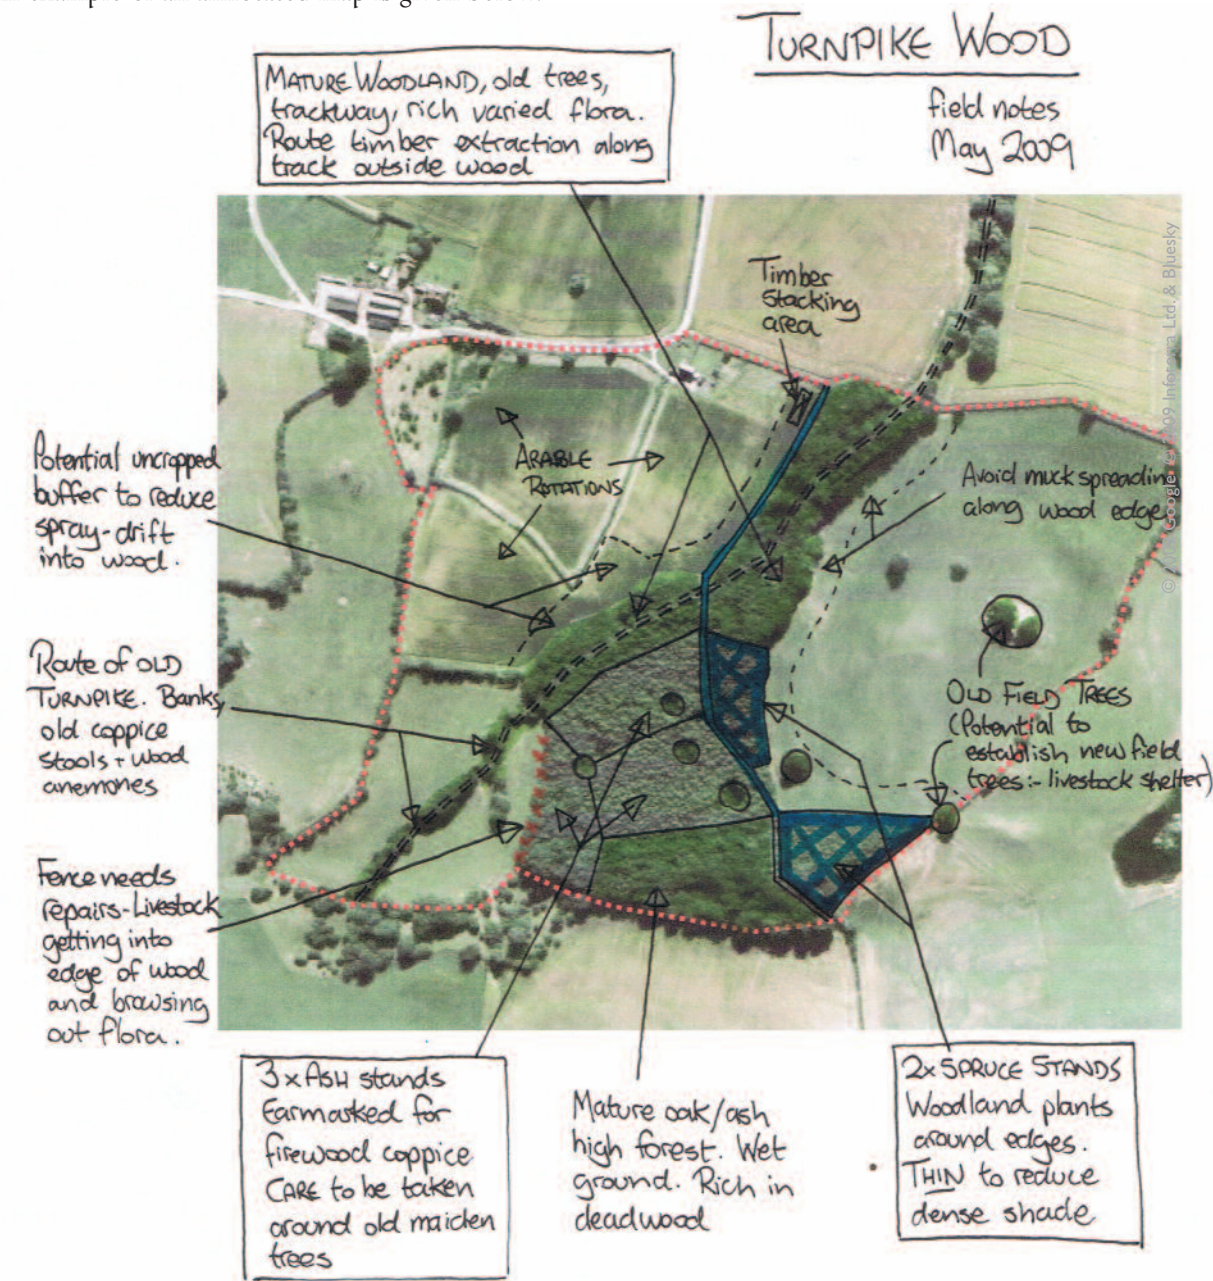 TURNPIKE WOOD
field notes
May 2009
MATURE WOODLAND, old trees,
trackway, rich varied flora.
Route timber extraction along
track outside wood
Timber
stacking
area
Potential uncropped
buffer to reduce
spray-drift
into wood.
ARABLE
ROTATIONS
Avoid muck spreading
along wood edge
Route of OLD
TURNPIKE. Banks,
old coppice
stools + wood
anemones
OLD FIELD TREES
(Potential to
establish new field
trees:- livestock shelter)
Fence needs
repairs-Livestock
getting into
edge of wood
and browsing
out flora.
3 x ASH stands
Earmarked for
firewood coppice
CARE to be taken
around old maiden
trees
Mature oak/ash
high forest. Wet
ground. Rich in
deadwood
2x SPRUCE STANDS
Woodland plants
around edges.
THIN to reduce
dense shade
Google
Infoterra Ltd. & Bluesky